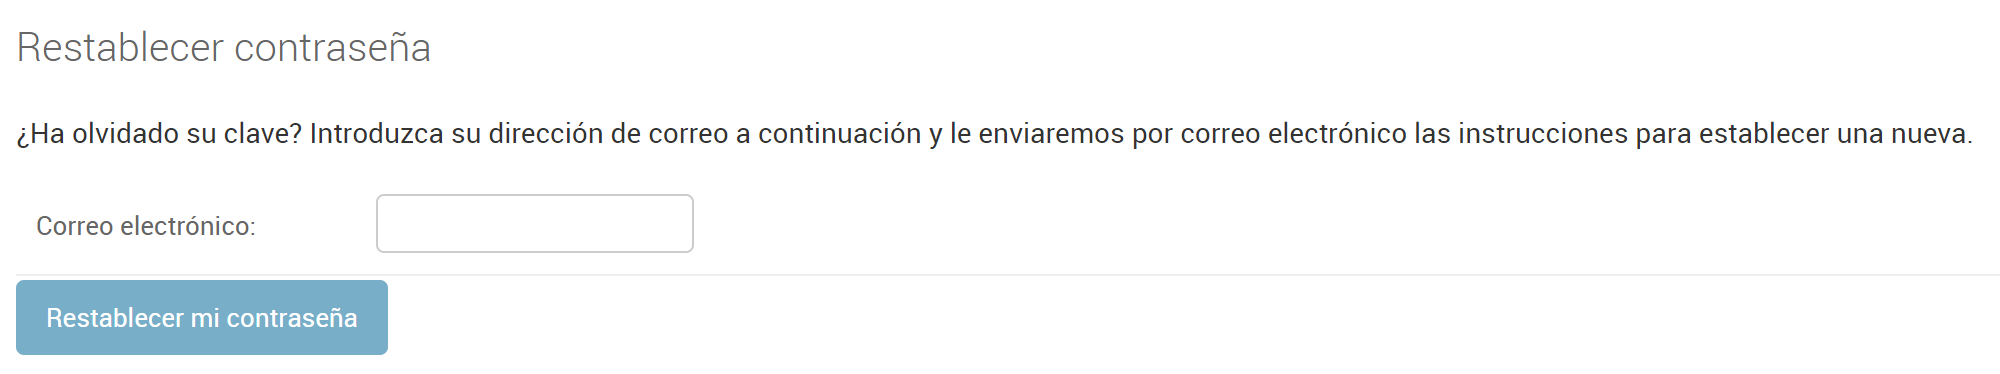 Restablecer contraseña
¿Ha olvidado su clave? Introduzca su dirección de correo a continuación y le enviaremos por correo electrónico las instrucciones para establecer una nueva.
Correo electrónico:
Restablecer mi contraseña